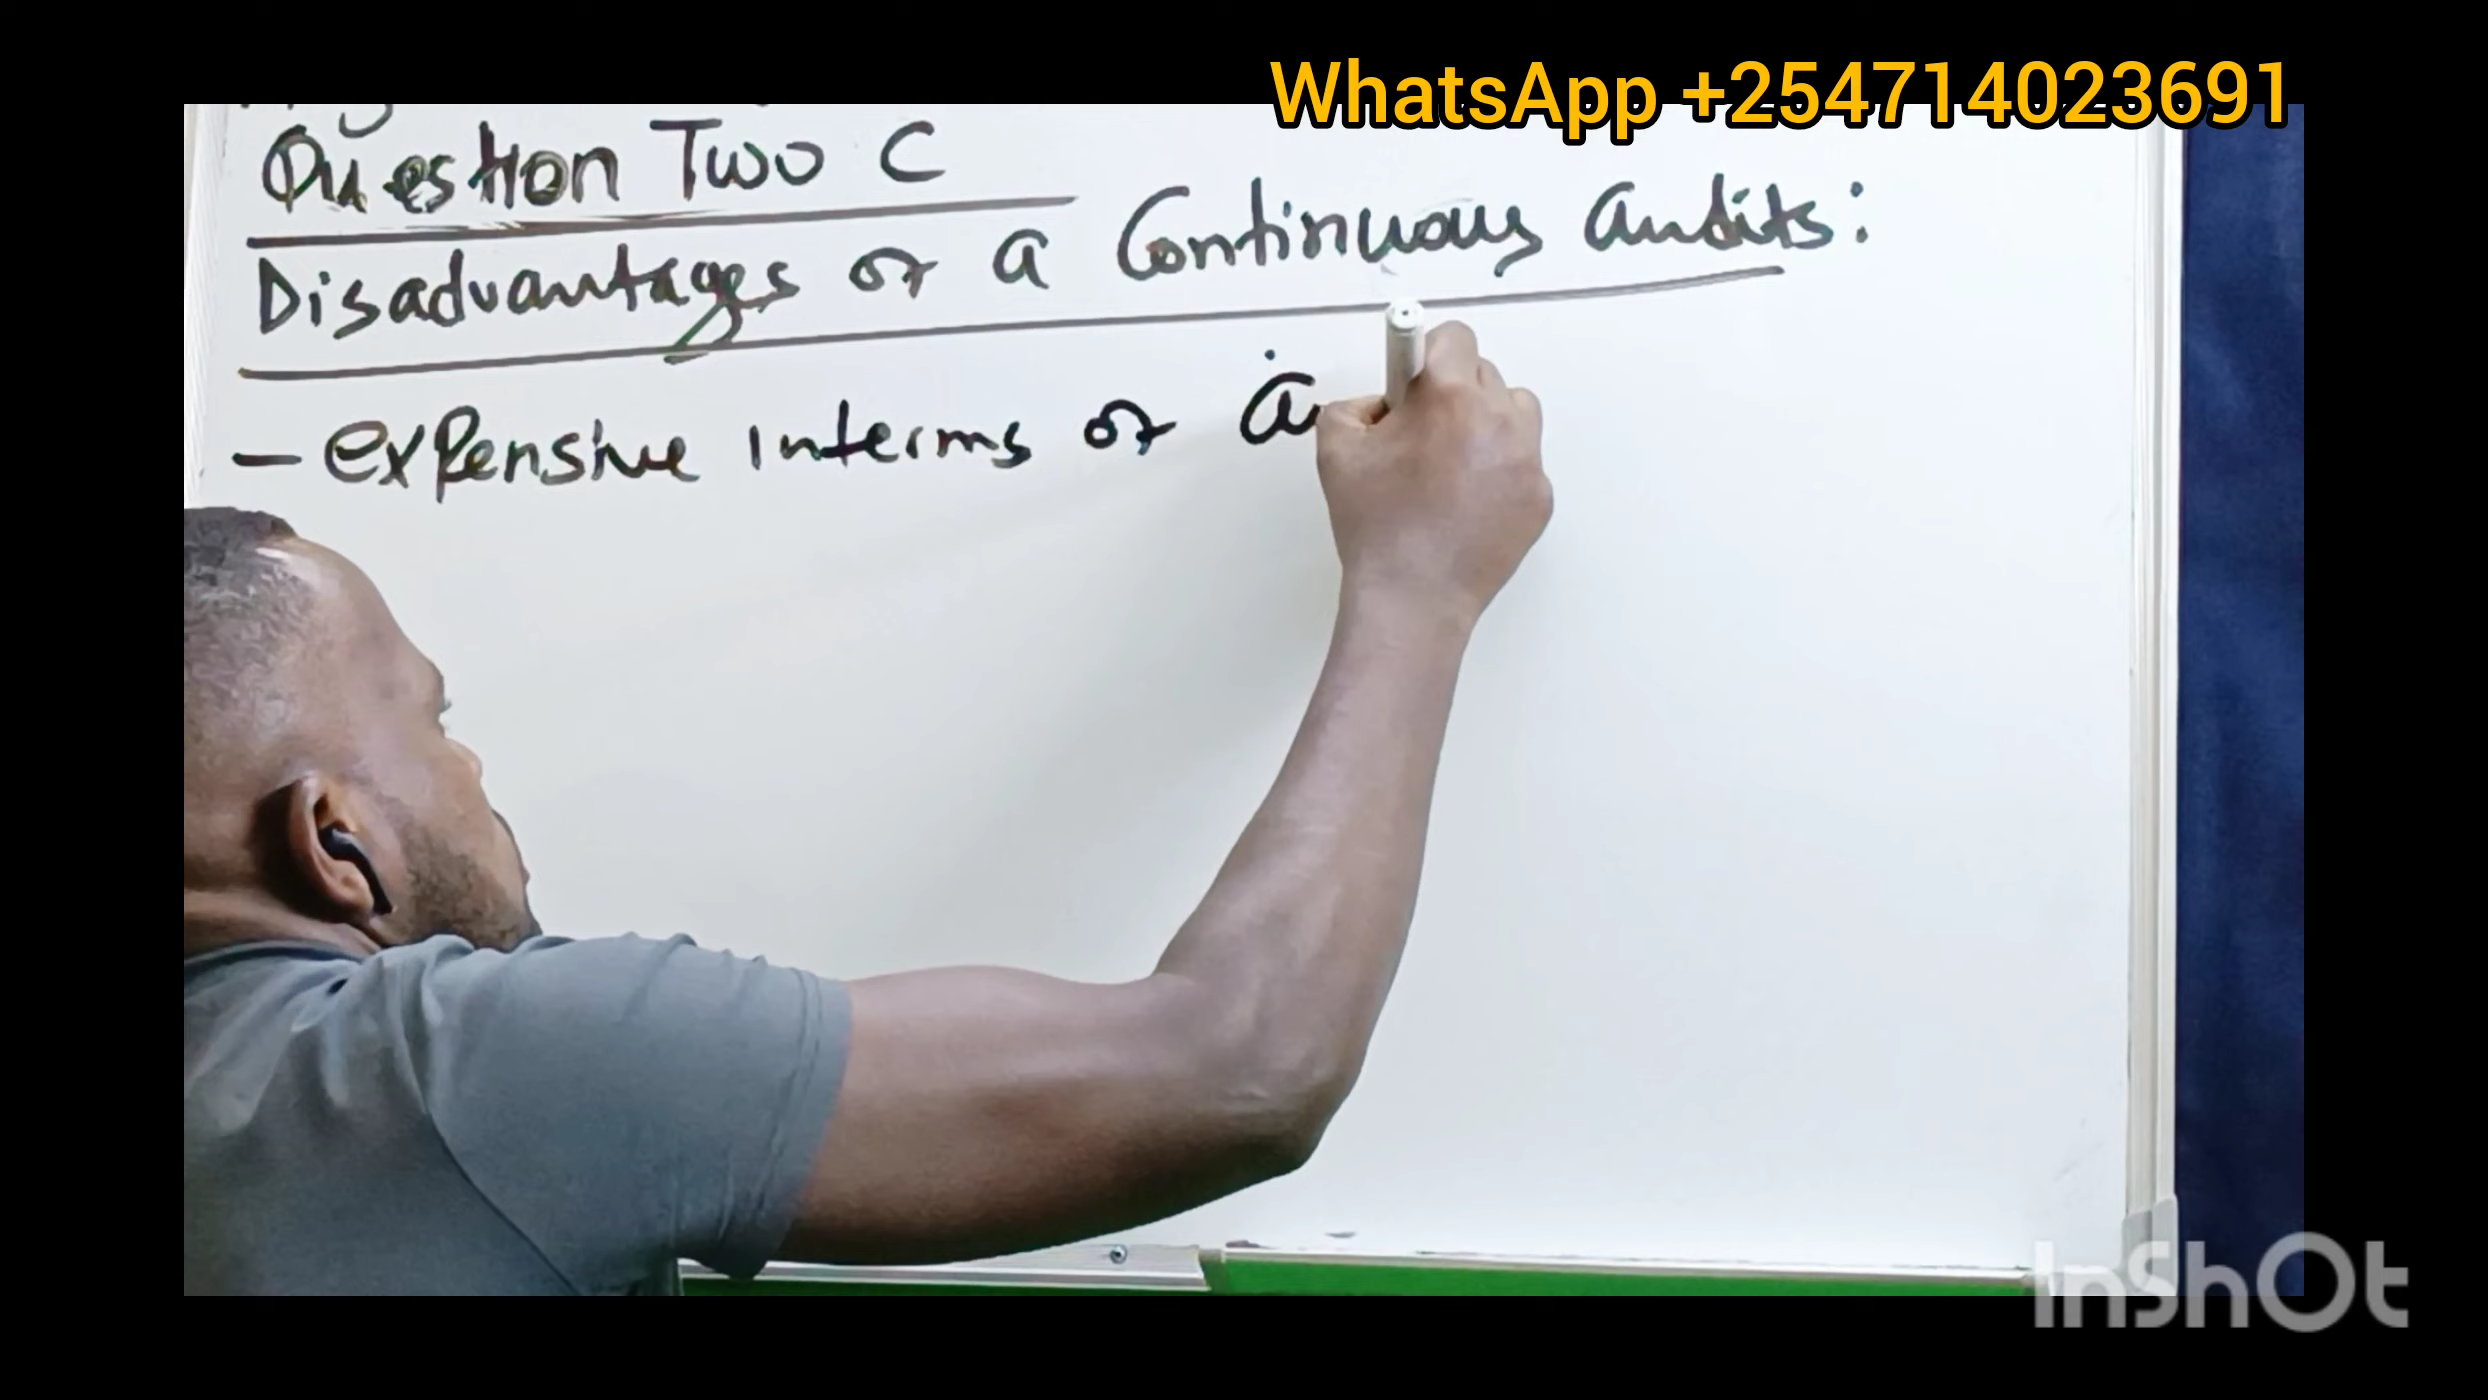 WhatsApp +254714023691
Question Two C
Disadvantages of a Continuous audits:
- expensive interms of
InShOt